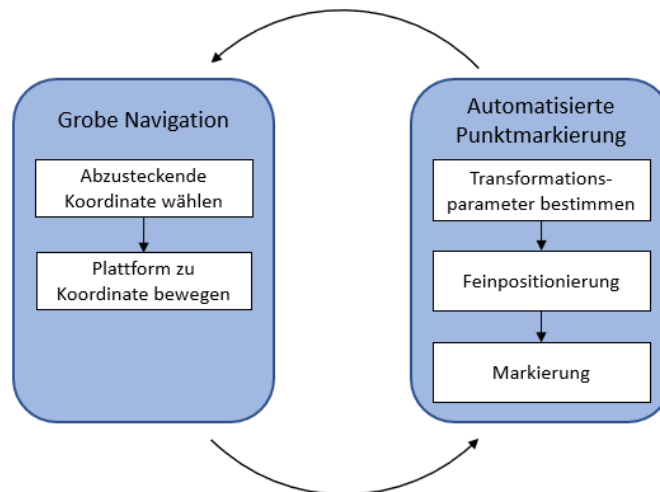 Grobe Navigation
Abzusteckende
Koordinate wählen
Plattform zu
Koordinate bewegen
Automatisierte
Punktmarkierung
Transformations-
parameter bestimmen
Feinpositionierung
Markierung